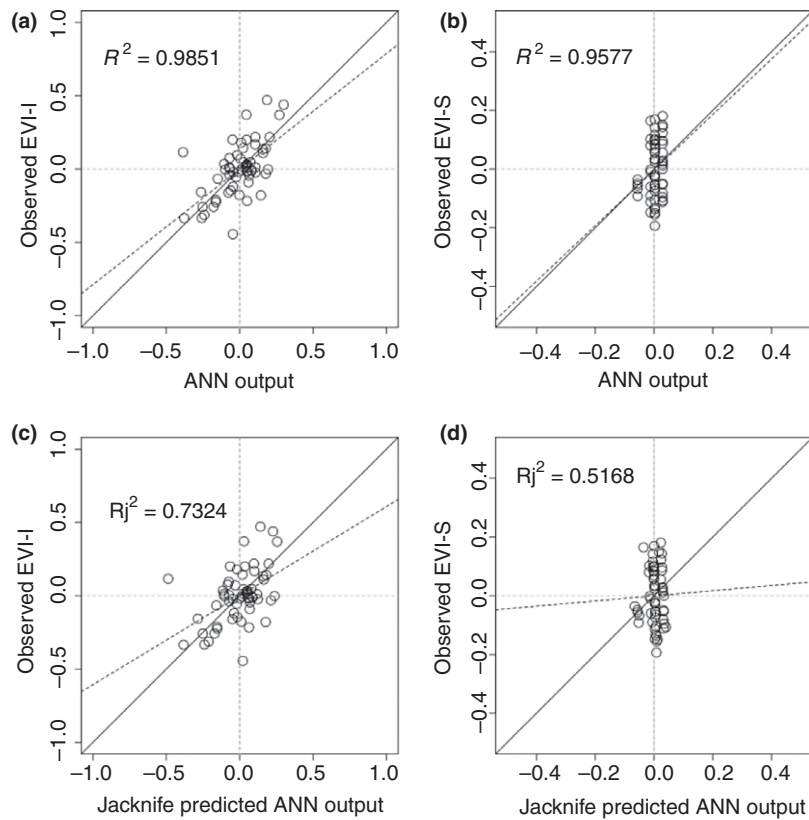 (a)
R² = 0.9851
Observed EVI-I
1.0
0.5
0.0
−0.5
−1.0
−1.0 −0.5 0.0 0.5 1.0
ANN output
(b)
R² = 0.9577
Observed EVI-S
0.4
0.2
0.0
−0.2
−0.4
−0.4 −0.2 0.0 0.2 0.4
ANN output
(c)
Rj² = 0.7324
Observed EVI-I
1.0
0.5
0.0
−0.5
−1.0
−1.0 −0.5 0.0 0.5 1.0
Jacknife predicted ANN output
(d)
Rj² = 0.5168
Observed EVI-S
0.4
0.2
0.0
−0.2
−0.4
−0.4 −0.2 0.0 0.2 0.4
Jacknife predicted ANN output